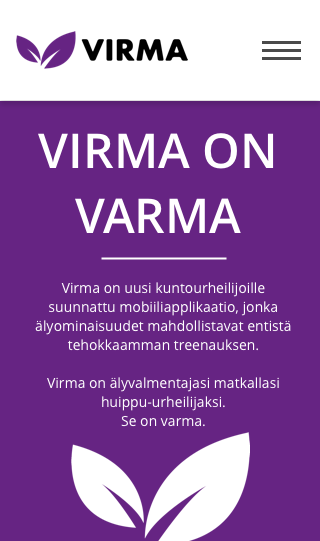 VIRMA
VIRMA ON
VARMA
Virma on uusi kuntourheilijoille
suunnattu mobiiliapplikaatio, jonka
älyominaisuudet mahdollistavat entistä
tehokkaamman treenauksen.
Virma on älyvalmentajasi matkallasi
huippu-urheilijaksi.
Se on varma.